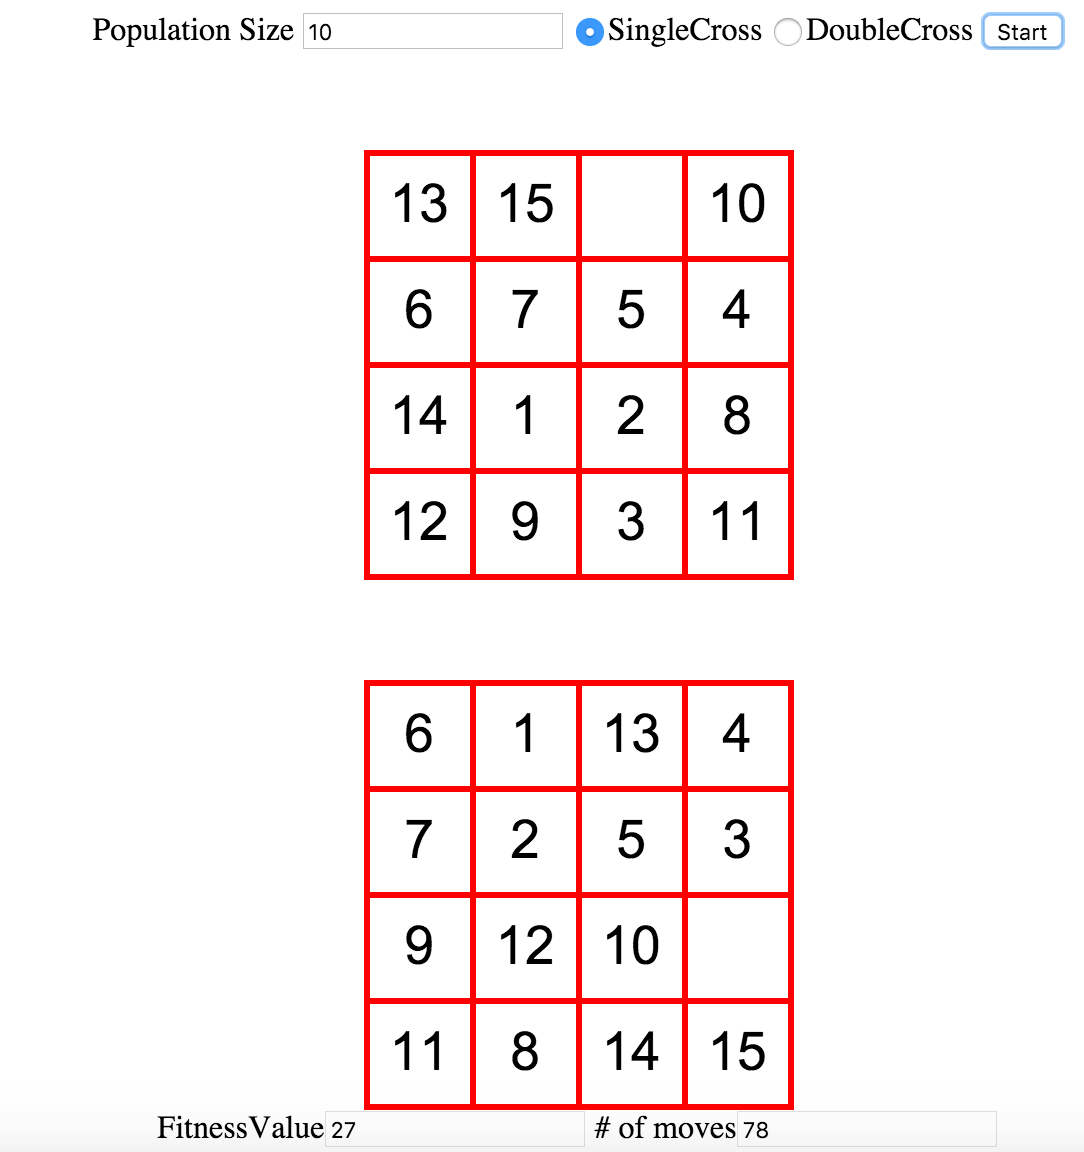 Population Size 10 SingleCross DoubleCross Start
13 15 10
6 7 5 4
14 1 2 8
12 9 3 11
6 1 13 4
7 2 5 3
9 12 10
11 8 14 15
FitnessValue 27 # of moves 78